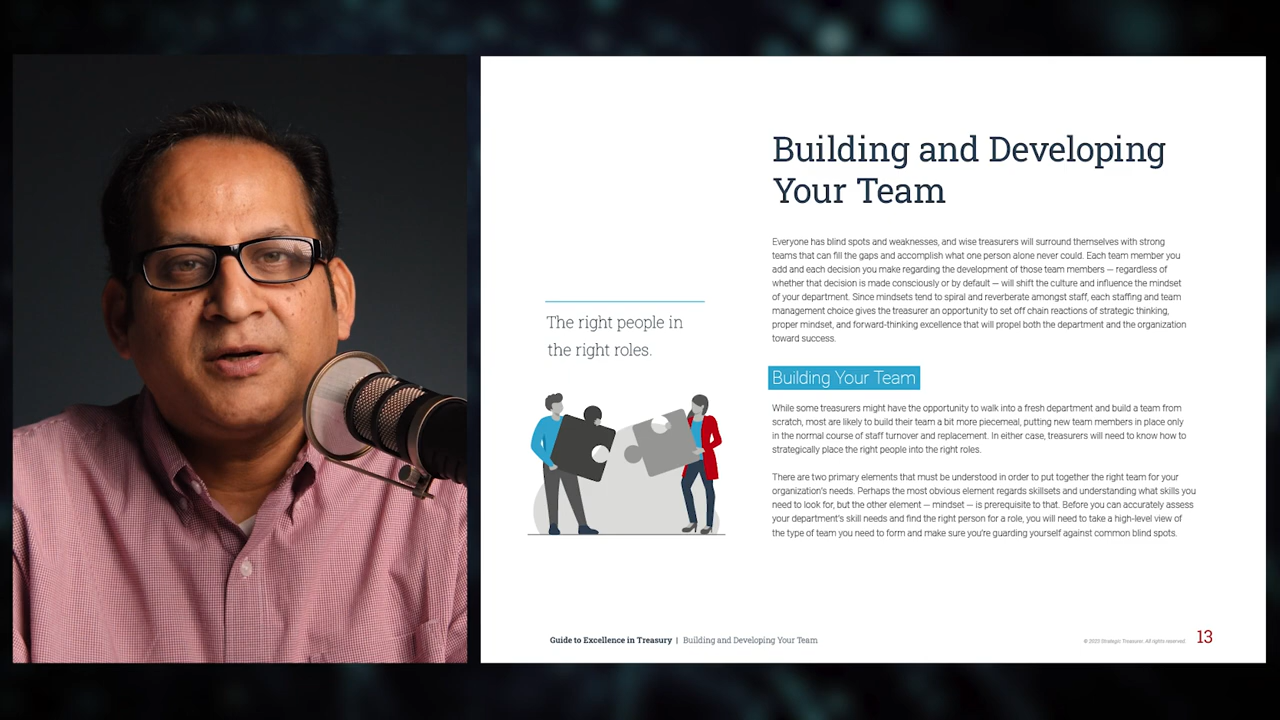 Building and Developing
Your Team
Everyone has blind spots and weaknesses, and wise treasurers will surround themselves with strong
teams that can fill the gaps and accomplish what one person alone never could. Each team member you
add and each decision you make regarding the development of those team members — regardless of
whether that decision is made consciously or by default — will shift the culture and influence the mindset
of your department. Since mindsets tend to spiral and reverberate amongst staff, each staffing and team
management choice gives the treasurer an opportunity to set off chain reactions of strategic thinking,
proper mindset, and forward-thinking excellence that will propel both the department and the organization
toward success.
The right people in
the right roles.
Building Your Team
While some treasurers might have the opportunity to walk into a fresh department and build a team from
scratch, most are likely to build their team a bit more piecemeal, putting new team members in place only
in the normal course of staff turnover and replacement. In either case, treasurers will need to know how to
strategically place the right people into the right roles.
There are two primary elements that must be understood in order to put together the right team for your
organization's needs. Perhaps the most obvious element regards skillsets and understanding what skills you
need to look for, but the other element — mindset — is prerequisite to that. Before you can accurately assess
your department's skill needs and find the right person for a role, you will need to take a high-level view of
the type of team you need to form and make sure you're guarding yourself against common blind spots.
Guide to Excellence in Treasury | Building and Developing Your Team
© 2025 Strategic Treasurer. All rights reserved. 13